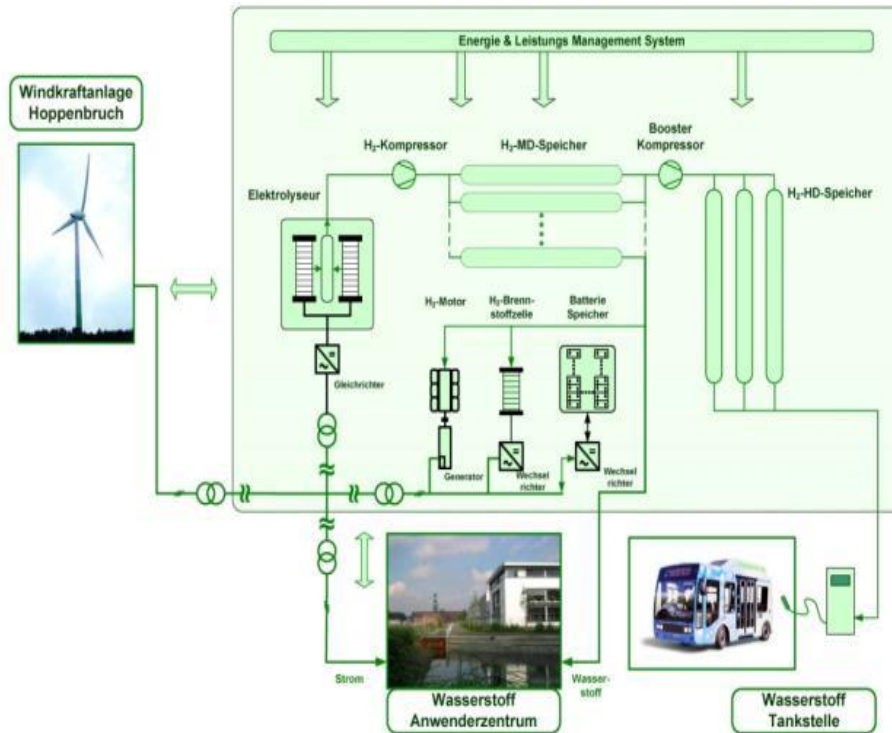 Energie & Leistungs Management System
Windkraftanlage
Hoppenbruch
H₂-Kompressor
H₂-MD-Speicher
Booster
Kompressor
Elektrolyseur
H₂-HD-Speicher
H₂-Motor
H₂-Brenn-
stoffzelle
Batterie
Speicher
Gleichrichter
Generator
Wechsel
richter
Wechsel
richter
Strom
Wasser-
stoff
Wasserstoff
Anwenderzentrum
Wasserstoff
Tankstelle